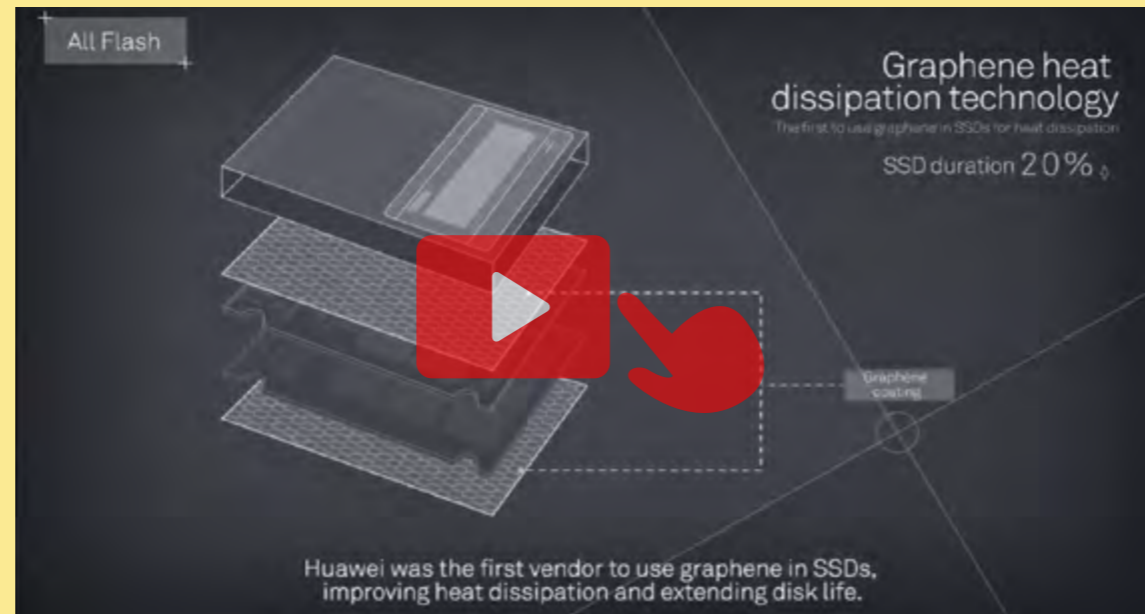 All Flash
Graphene heat
dissipation technology
The first to use graphene in SSDs for heat dissipation
SSD duration 20%
Graphene
coating
Huawei was the first vendor to use graphene in SSDs,
improving heat dissipation and extending disk life.